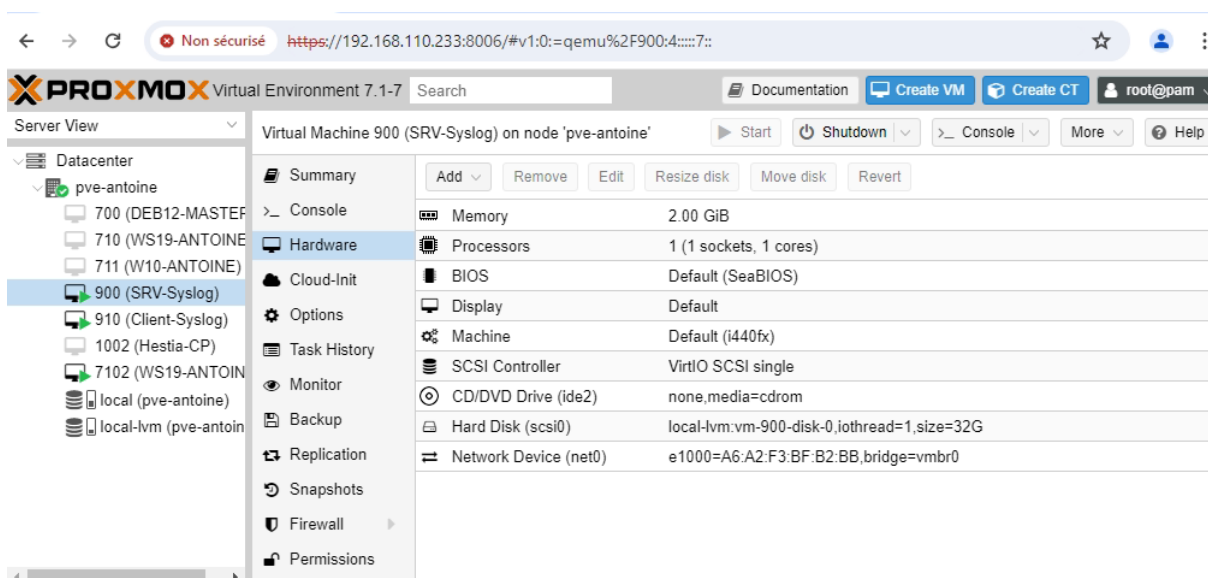 Non sécurisé https://192.168.110.233:8006/#v1:0:=qemu%2F900:4:::::7::
PROXMOX Virtual Environment 7.1-7 Search Documentation Create VM Create CT root@pam
Server View
Virtual Machine 900 (SRV-Syslog) on node 'pve-antoine' Start Shutdown Console More Help
Datacenter
pve-antoine
700 (DEB12-MASTER
710 (WS19-ANTOINE
711 (W10-ANTOINE)
900 (SRV-Syslog)
910 (Client-Syslog)
1002 (Hestia-CP)
7102 (WS19-ANTOIN
local (pve-antoine)
local-lvm (pve-antoin
Summary
Console
Hardware
Cloud-Init
Options
Task History
Monitor
Backup
Replication
Snapshots
Firewall
Permissions
Add Remove Edit Resize disk Move disk Revert
Memory 2.00 GiB
Processors 1 (1 sockets, 1 cores)
BIOS Default (SeaBIOS)
Display Default
Machine Default (i440fx)
SCSI Controller VirtIO SCSI single
CD/DVD Drive (ide2) none,media=cdrom
Hard Disk (scsi0) local-lvm:vm-900-disk-0,iothread=1,size=32G
Network Device (net0) e1000=A6:A2:F3:BF:B2:BB,bridge=vmbr0